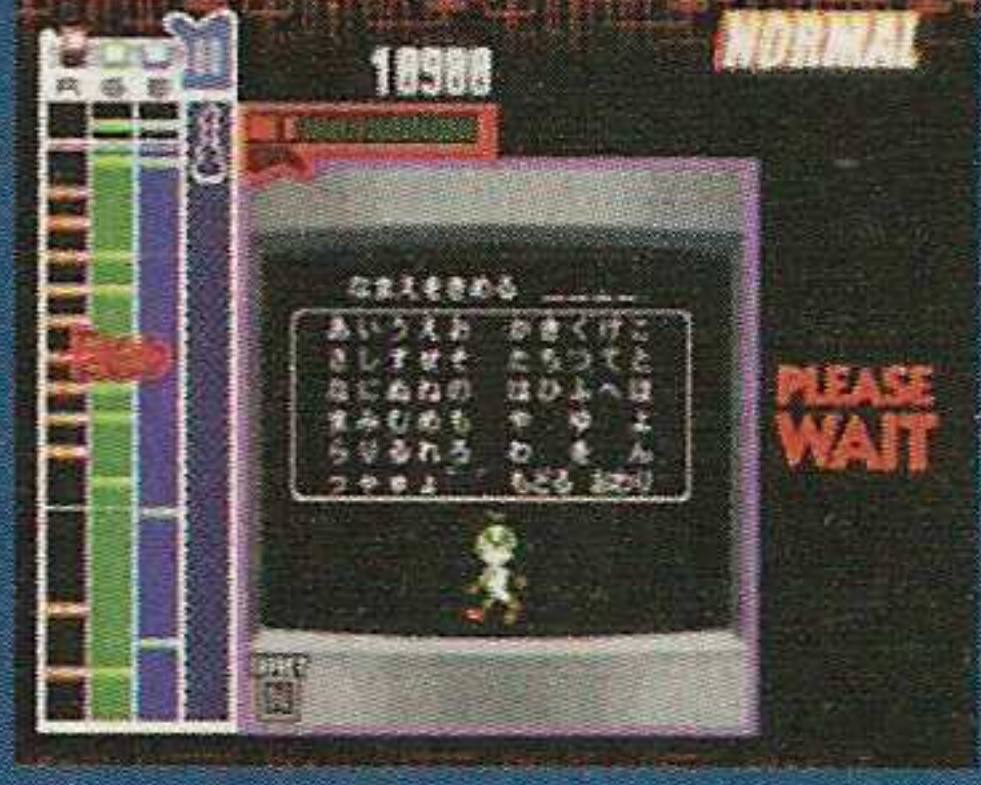 NORMAL
10900
R G B
なまえをきめる ＿＿＿＿
あいうえお かきくけこ
さしすせそ たちつてと
なにぬねの はひふへほ
まみむめも や ゆ よ
らりるれろ わ を ん
っゃゅょ もどる おわり
PLEASE
WAIT
EFFECT
N